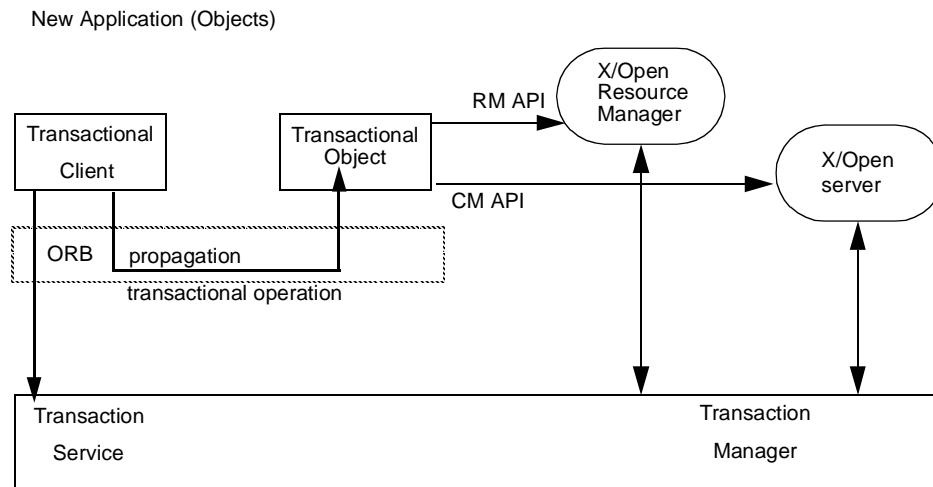 New Application (Objects)
X/Open
Resource
Manager
RM API
Transactional
Client
Transactional
Object
X/Open
server
CM API
ORB
propagation
transactional operation
Transaction
Service
Transaction
Manager